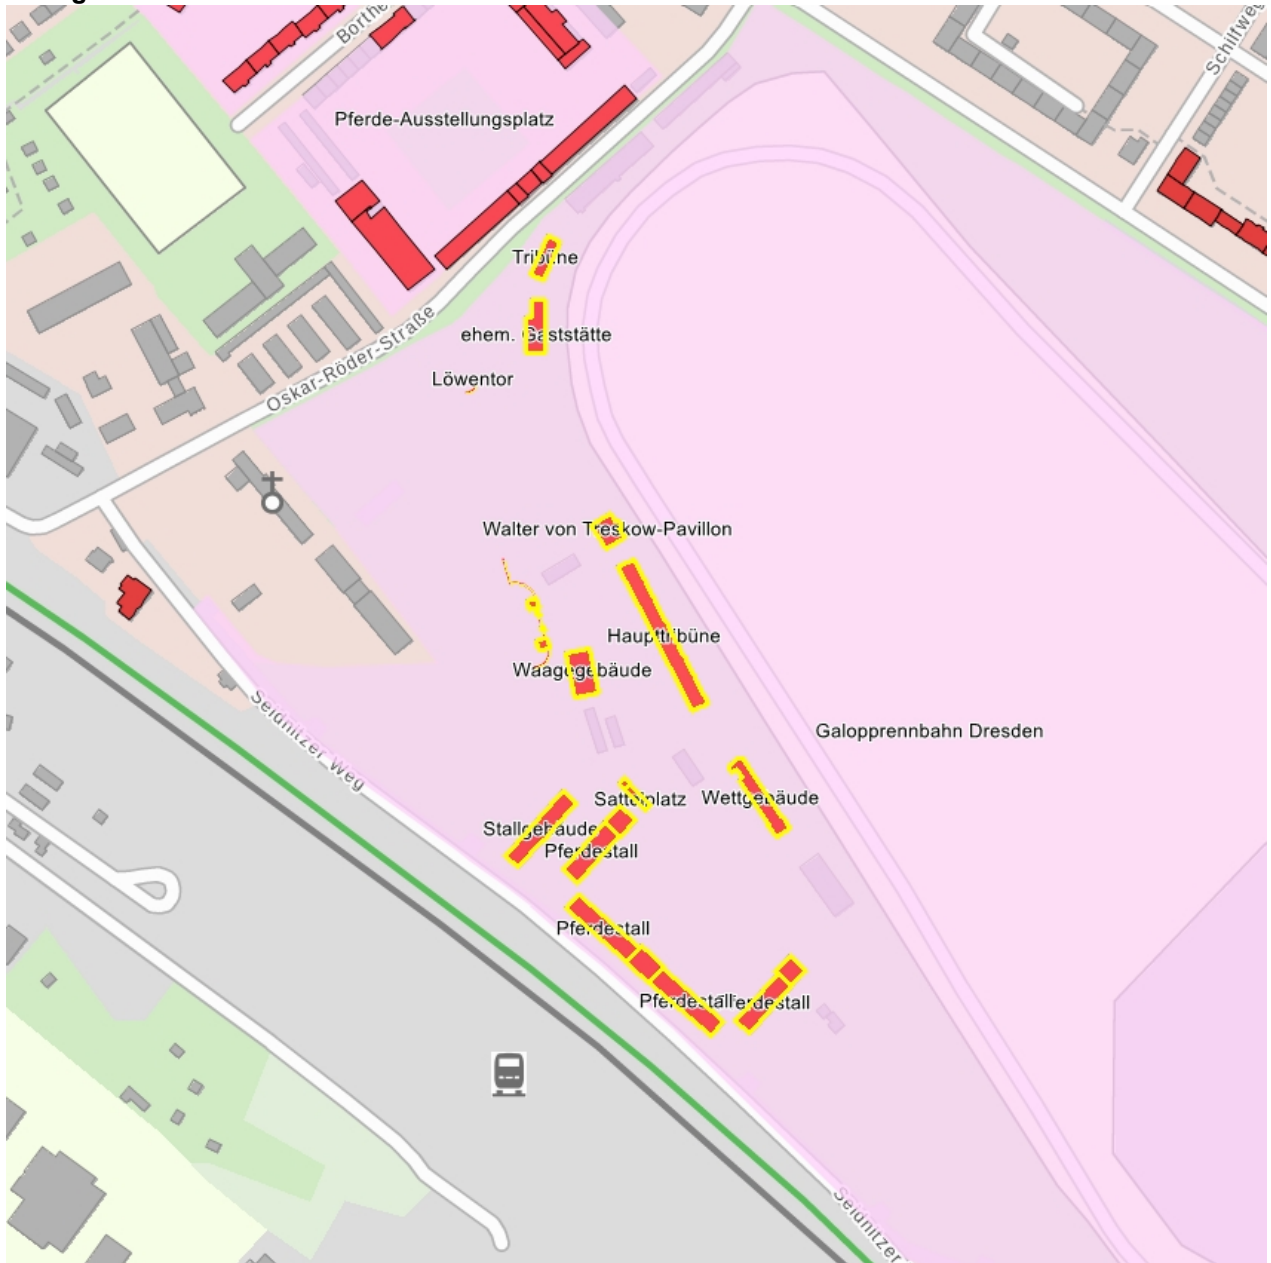 Borthe
Schilfweg
Pferde-Ausstellungsplatz
Tribüne
ehem. Gaststätte
Oskar-Röder-Straße
Löwentor
Walter von Treskow-Pavillon
Haupttribüne
Waagegebäude
Seidnitzer Weg
Galopprennbahn Dresden
Sattelplatz
Wettgebäude
Stallgebäude
Pferdestall
Pferdestall
Pferdestall
erdestall
Seidnitzer